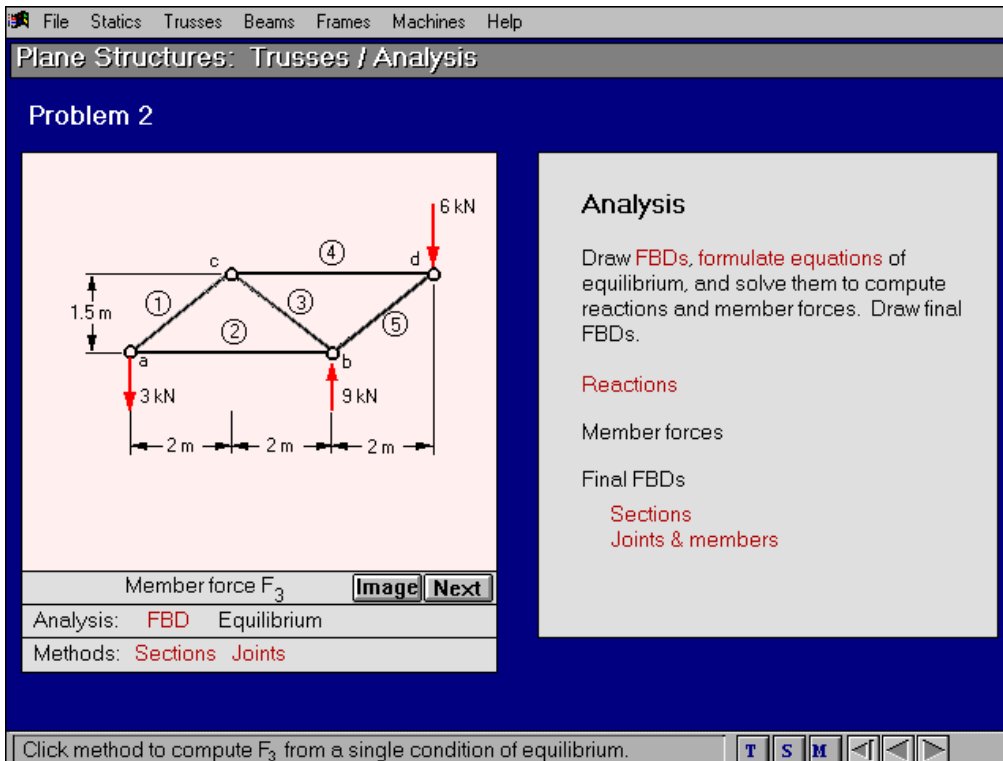 File Statics Trusses Beams Frames Machines Help
Plane Structures: Trusses / Analysis
Problem 2
6 kN
c
4
d
1
3
1.5 m
2
5
a
b
3 kN
9 kN
2 m
2 m
2 m
Member force F3
Image
Next
Analysis: FBD Equilibrium
Methods: Sections Joints
Analysis
Draw FBDs, formulate equations of
equilibrium, and solve them to compute
reactions and member forces. Draw final
FBDs.
Reactions
Member forces
Final FBDs
Sections
Joints & members
Click method to compute F3 from a single condition of equilibrium.
T S M